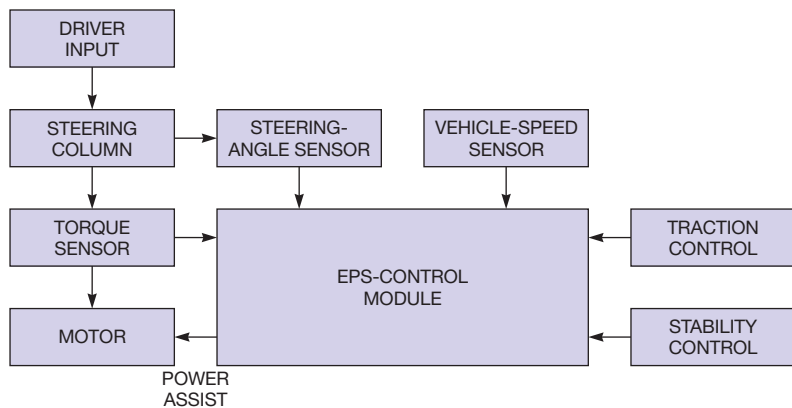 DRIVER
INPUT
STEERING
COLUMN
STEERING-
ANGLE SENSOR
VEHICLE-SPEED
SENSOR
TORQUE
SENSOR
EPS-CONTROL
MODULE
TRACTION
CONTROL
MOTOR
STABILITY
CONTROL
POWER
ASSIST